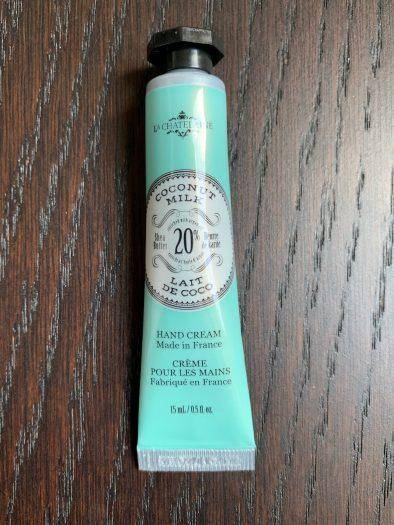 LA CHATELAINE
COCONUT
MILK
Shea Butter
20%
Beurre de Karité
LAIT
DE COCO
HAND CREAM
Made in France
CRÈME
POUR LES MAINS
Fabriqué en France
15 mL / 0.5 fl. oz.